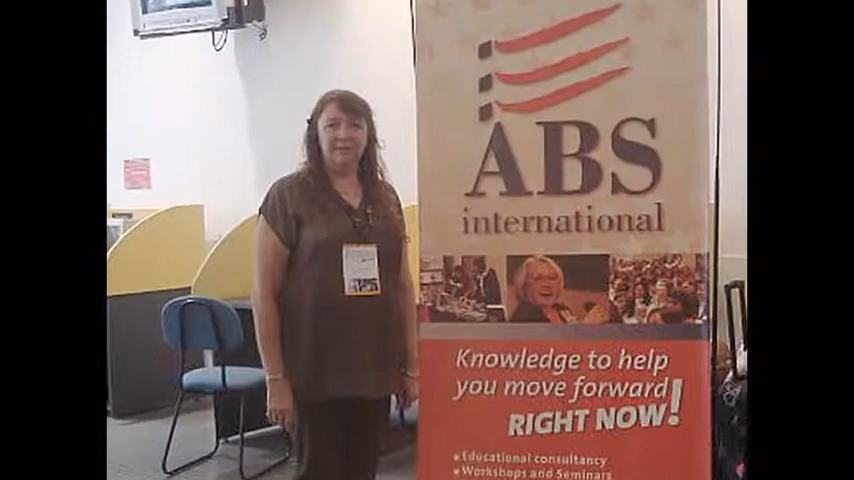 ABS
international
Knowledge to help
you move forward
RIGHT NOW!
Educational consultancy
Workshops and Seminars